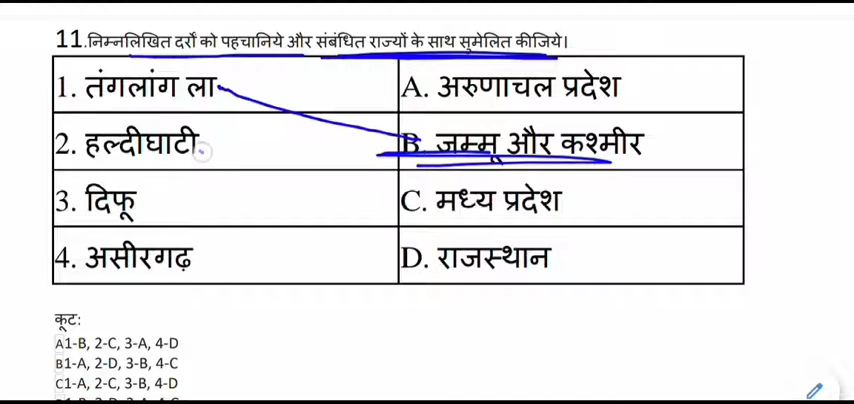 11.निम्नलिखित दर्रों को पहचानिये और संबंधित राज्यों के साथ सुमेलित कीजिये।
1. तंगलांग ला A. अरुणाचल प्रदेश
2. हल्दीघाटी B. जम्मू और कश्मीर
3. दिफू C. मध्य प्रदेश
4. असीरगढ़ D. राजस्थान
कूट:
A1-B, 2-C, 3-A, 4-D
B1-A, 2-D, 3-B, 4-C
C1-A, 2-C, 3-B, 4-D